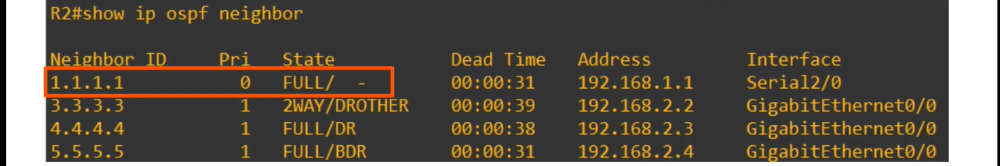 R2#show ip ospf neighbor
Neighbor ID Pri State Dead Time Address Interface
1.1.1.1 0 FULL/ - 00:00:31 192.168.1.1 Serial2/0
3.3.3.3 1 2WAY/DROTHER 00:00:39 192.168.2.2 GigabitEthernet0/0
4.4.4.4 1 FULL/DR 00:00:38 192.168.2.3 GigabitEthernet0/0
5.5.5.5 1 FULL/BDR 00:00:31 192.168.2.4 GigabitEthernet0/0